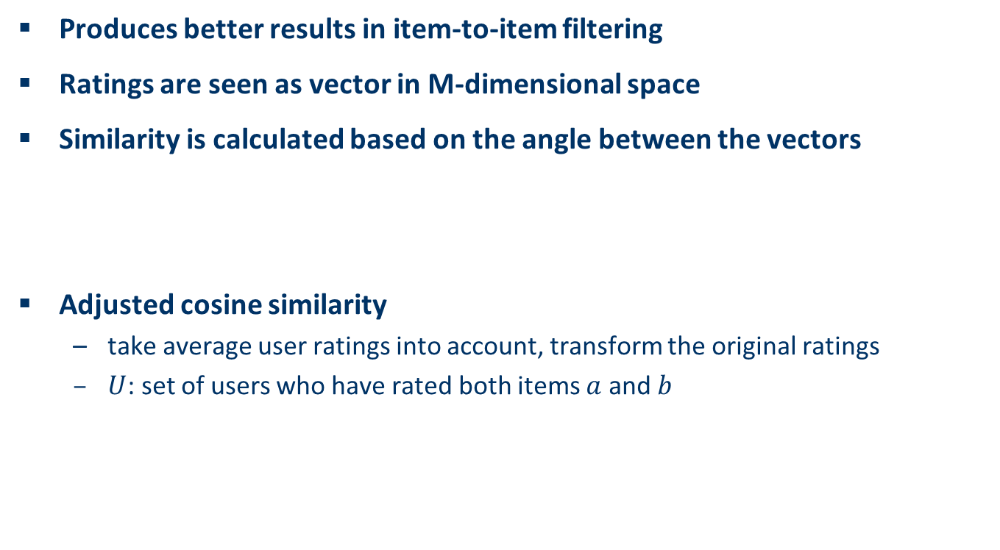 ▪ Produces better results in item-to-item filtering
▪ Ratings are seen as vector in M-dimensional space
▪ Similarity is calculated based on the angle between the vectors
▪ Adjusted cosine similarity
– take average user ratings into account, transform the original ratings
– 𝑈: set of users who have rated both items 𝑎 and 𝑏